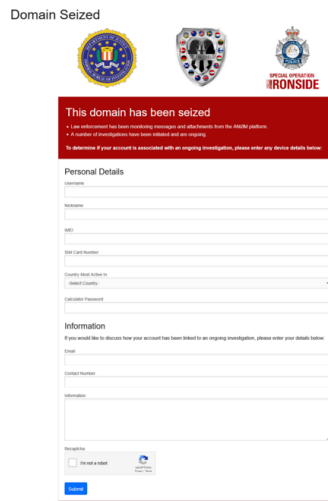 Domain Seized
SPECIAL OPERATION
IRONSIDE
This domain has been seized
Law enforcement has been monitoring messages and attachments from the AN0M platform.
A number of investigations have been initiated and are ongoing.
To determine if your account is associated with an ongoing investigation, please enter any device details below:
Personal Details
Username
Nickname
IMEI
SIM Card Number
Country Most Active In
-Select Country-
Calculator Password
Information
If you would like to discuss how your account has been linked to an ongoing investigation, please enter your details below:
Email
Contact Number
Information
Recaptcha
I'm not a robot
reCAPTCHA
Privacy - Terms
Submit